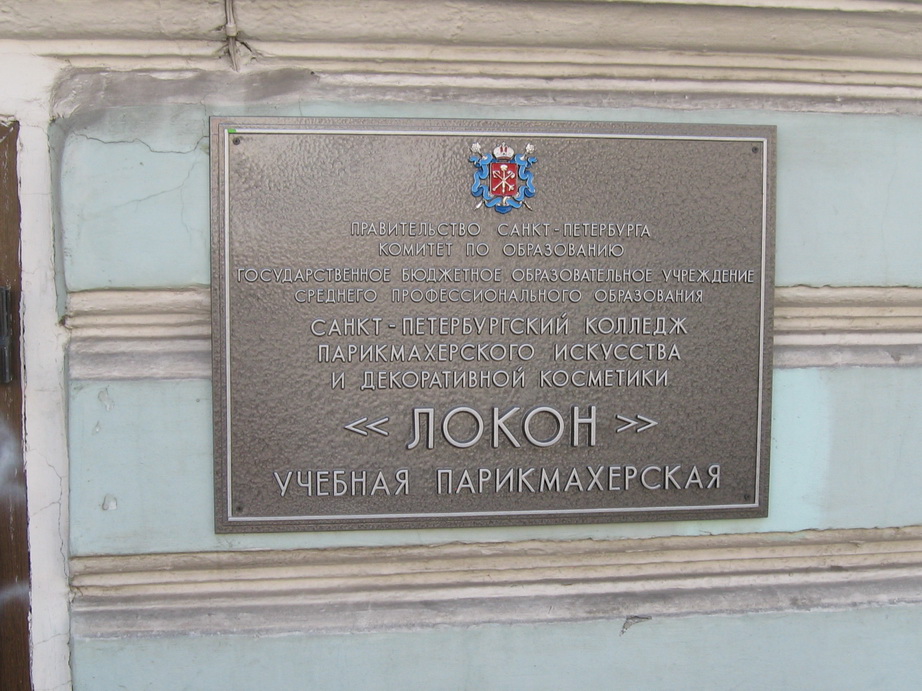 ПРАВИТЕЛЬСТВО САНКТ-ПЕТЕРБУРГА
КОМИТЕТ ПО ОБРАЗОВАНИЮ
ГОСУДАРСТВЕННОЕ БЮДЖЕТНОЕ ОБРАЗОВАТЕЛЬНОЕ УЧРЕЖДЕНИЕ
СРЕДНЕГО ПРОФЕССИОНАЛЬНОГО ОБРАЗОВАНИЯ
САНКТ-ПЕТЕРБУРГСКИЙ КОЛЛЕДЖ
ПАРИКМАХЕРСКОГО ИСКУССТВА
И ДЕКОРАТИВНОЙ КОСМЕТИКИ
« ЛОКОН »
УЧЕБНАЯ ПАРИКМАХЕРСКАЯ